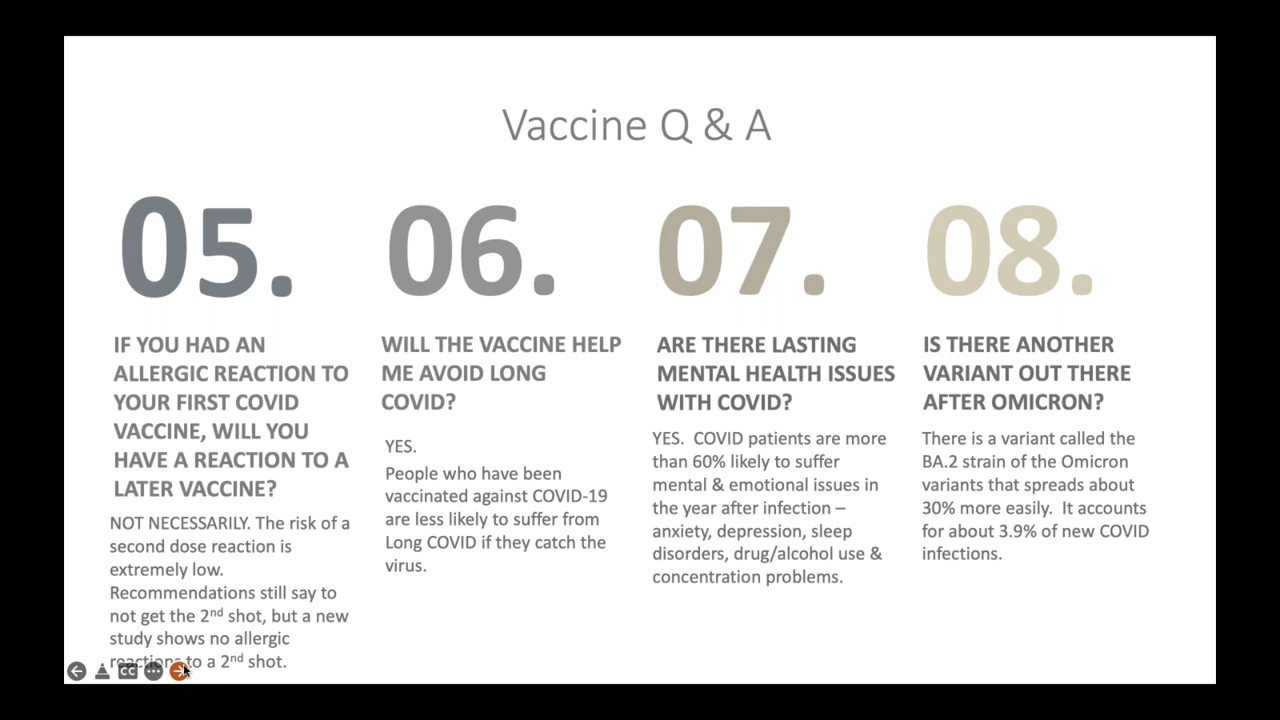 Vaccine Q & A
05.
IF YOU HAD AN
ALLERGIC REACTION TO
YOUR FIRST COVID
VACCINE, WILL YOU
HAVE A REACTION TO A
LATER VACCINE?
NOT NECESSARILY. The risk of a
second dose reaction is
extremely low.
Recommendations still say to
not get the 2nd shot, but a new
study shows no allergic
reactions to a 2nd shot.
06.
WILL THE VACCINE HELP
ME AVOID LONG
COVID?
YES.
People who have been
vaccinated against COVID-19
are less likely to suffer from
Long COVID if they catch the
virus.
07.
ARE THERE LASTING
MENTAL HEALTH ISSUES
WITH COVID?
YES.  COVID patients are more
than 60% likely to suffer
mental & emotional issues in
the year after infection –
anxiety, depression, sleep
disorders, drug/alcohol use &
concentration problems.
08.
IS THERE ANOTHER
VARIANT OUT THERE
AFTER OMICRON?
There is a variant called the
BA.2 strain of the Omicron
variants that spreads about
30% more easily.  It accounts
for about 3.9% of new COVID
infections.
CC